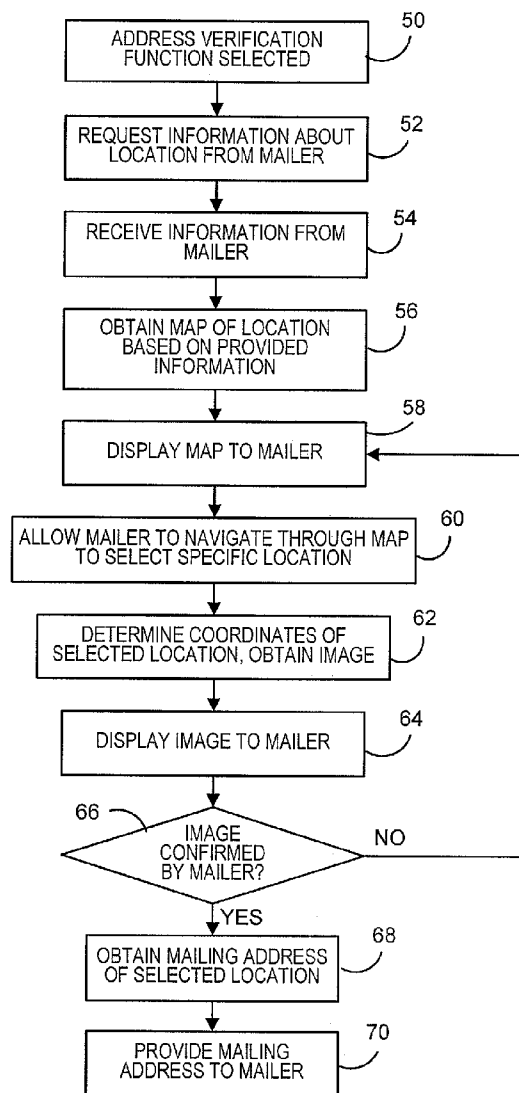 ADDRESS VERIFICATION
FUNCTION SELECTED
50
REQUEST INFORMATION ABOUT
LOCATION FROM MAILER
52
RECEIVE INFORMATION FROM
MAILER
54
OBTAIN MAP OF LOCATION
BASED ON PROVIDED
INFORMATION
56
DISPLAY MAP TO MAILER
58
ALLOW MAILER TO NAVIGATE THROUGH MAP
TO SELECT SPECIFIC LOCATION
60
DETERMINE COORDINATES OF
SELECTED LOCATION, OBTAIN IMAGE
62
DISPLAY IMAGE TO MAILER
64
66
IMAGE
CONFIRMED
BY MAILER?
NO
YES
OBTAIN MAILING ADDRESS
OF SELECTED LOCATION
68
PROVIDE MAILING
ADDRESS TO MAILER
70